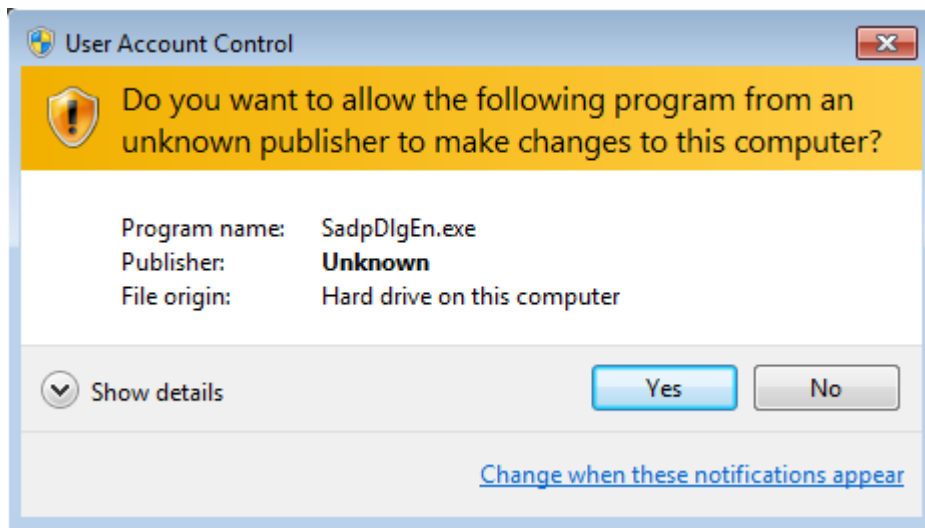 User Account Control
Do you want to allow the following program from an
unknown publisher to make changes to this computer?
Program name: SadpDlgEn.exe
Publisher: Unknown
File origin: Hard drive on this computer
Show details
Yes No
Change when these notifications appear